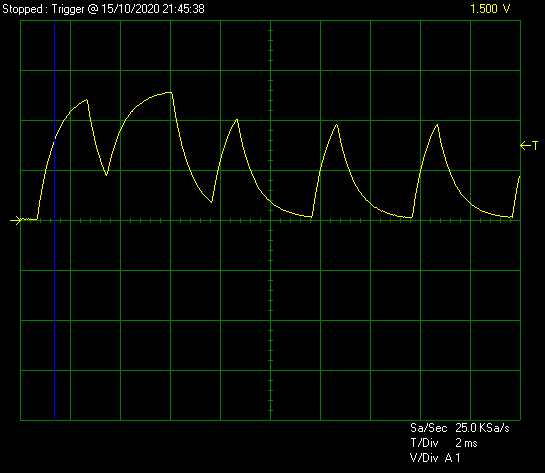 Stopped : Trigger @ 15/10/2020 21:45:38 1.500 V
T
Sa/Sec 25.0 KSa/s
T/Div 2 ms
V/Div A 1